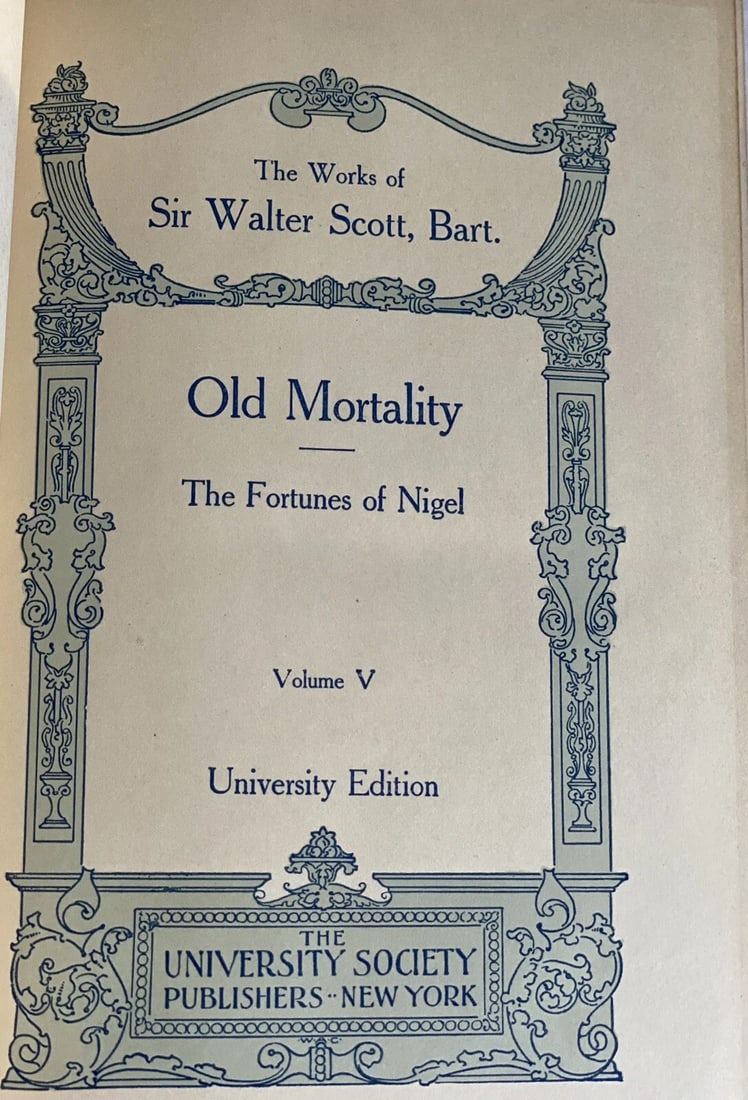 The Works of
Sir Walter Scott, Bart.
Old Mortality
The Fortunes of Nigel
Volume V
University Edition
THE
UNIVERSITY SOCIETY
PUBLISHERS ·· NEW YORK
W.A.C.